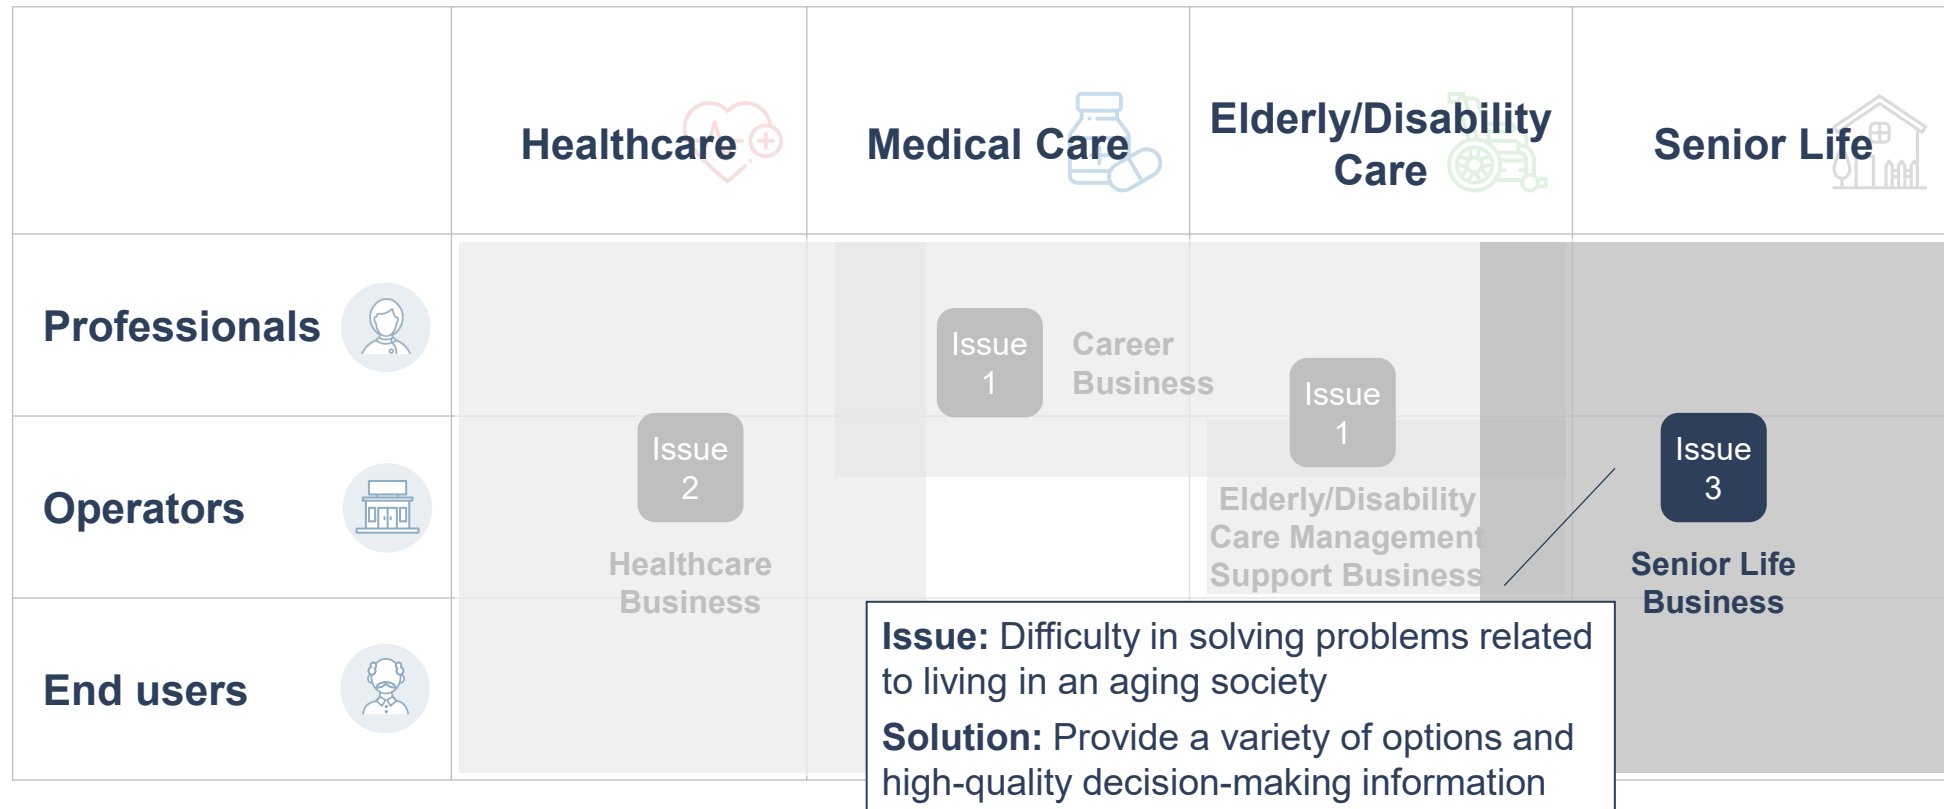 Healthcare
Medical Care
Elderly/Disability
Care
Senior Life
Professionals
Issue
1
Career
Business
Issue
1
Operators
Issue
2
Healthcare
Business
Elderly/Disability
Care Management
Support Business
Issue
3
Senior Life
Business
End users
Issue: Difficulty in solving problems related
to living in an aging society
Solution: Provide a variety of options and
high-quality decision-making information